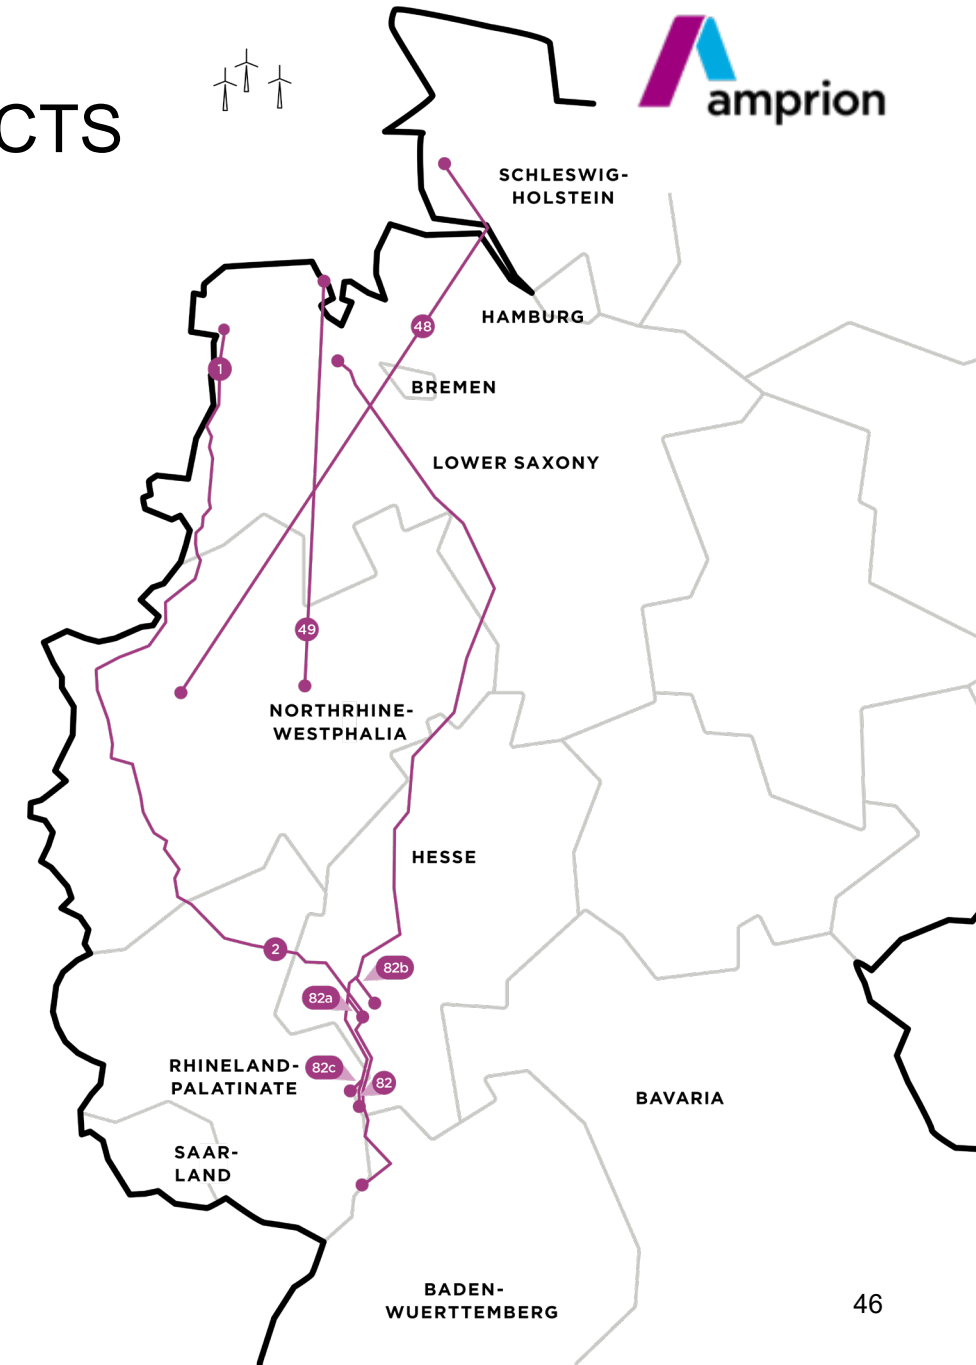 CTS
amprion
SCHLESWIG-
HOLSTEIN
HAMBURG
48
1
BREMEN
LOWER SAXONY
49
NORTHRHINE-
WESTPHALIA
HESSE
2
82b
82a
82c
82
RHINELAND-
PALATINATE
BAVARIA
SAAR-
LAND
BADEN-
WUERTTEMBERG
46